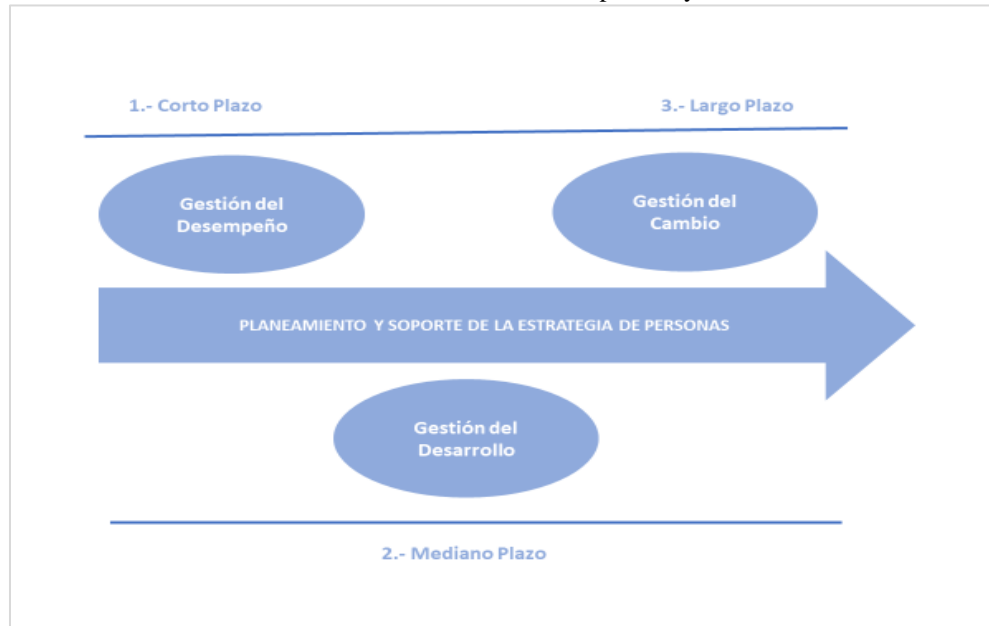 1.- Corto Plazo
3.- Largo Plazo
Gestión del
Desempeño
Gestión del
Cambio
PLANEAMIENTO Y SOPORTE DE LA ESTRATEGIA DE PERSONAS
Gestión del
Desarrollo
2.- Mediano Plazo